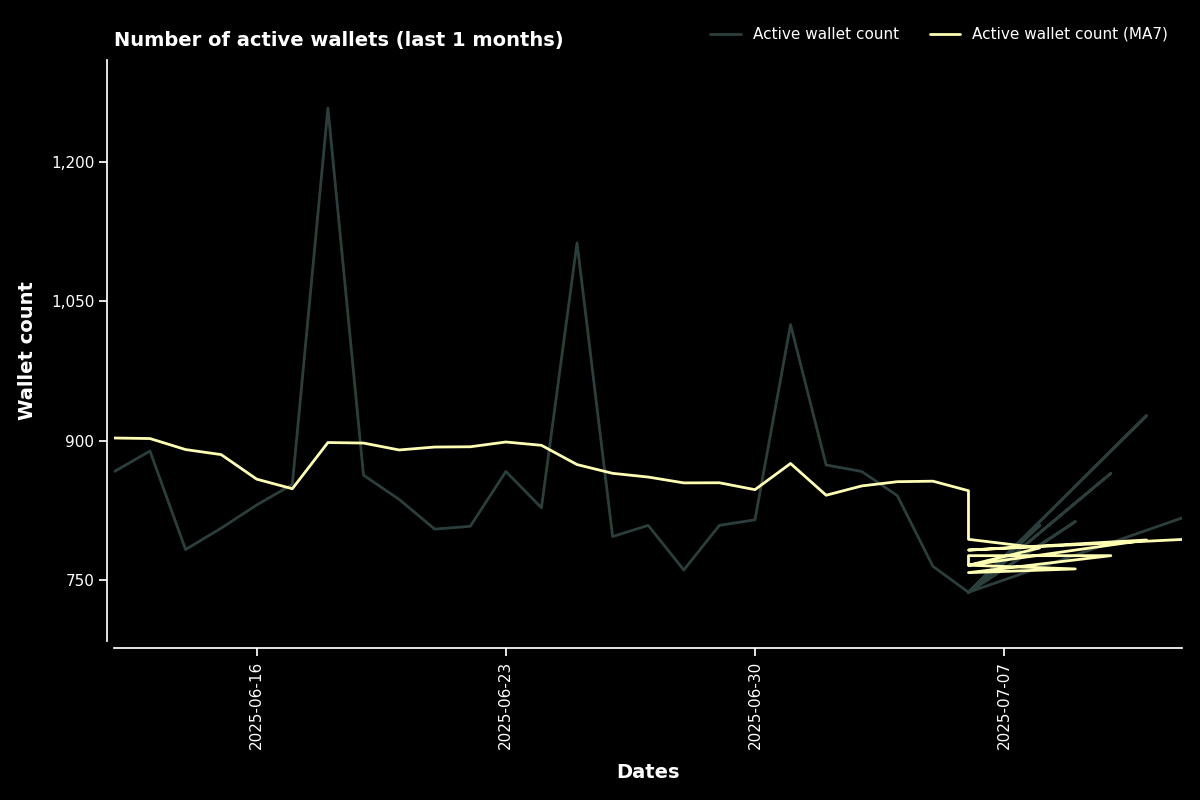 Number of active wallets (last 1 months)
Active wallet count
Active wallet count (MA7)
Wallet count
1,200
1,050
900
750
2025-06-16
2025-06-23
2025-06-30
2025-07-07
Dates